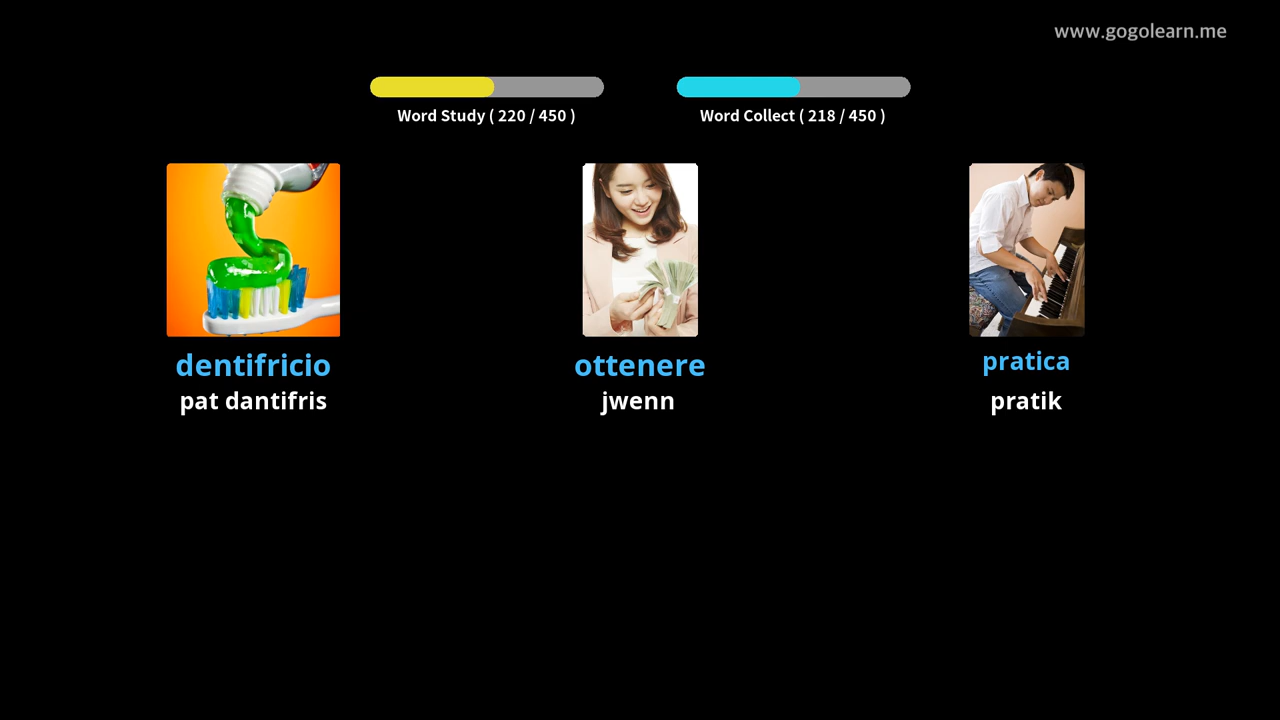 www.gogolearn.me
Word Study ( 220 / 450 )
Word Collect ( 218 / 450 )
dentifricio
ottenere
pratica
pat dantifris
jwenn
pratik